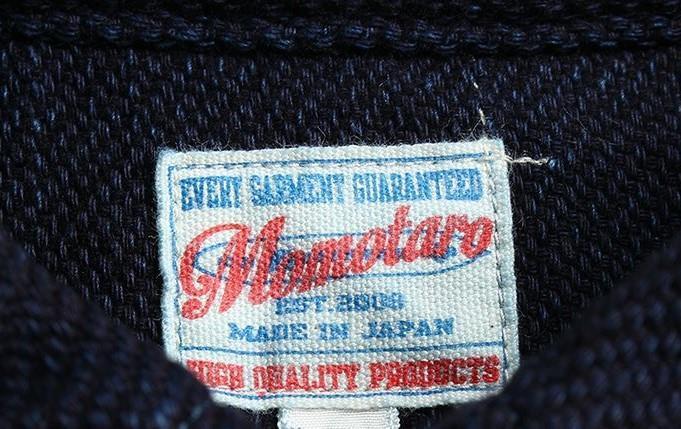 EVERY GARMENT GUARANTEED
Momotaro
EST. 2006
MADE IN JAPAN
HIGH QUALITY PRODUCTS